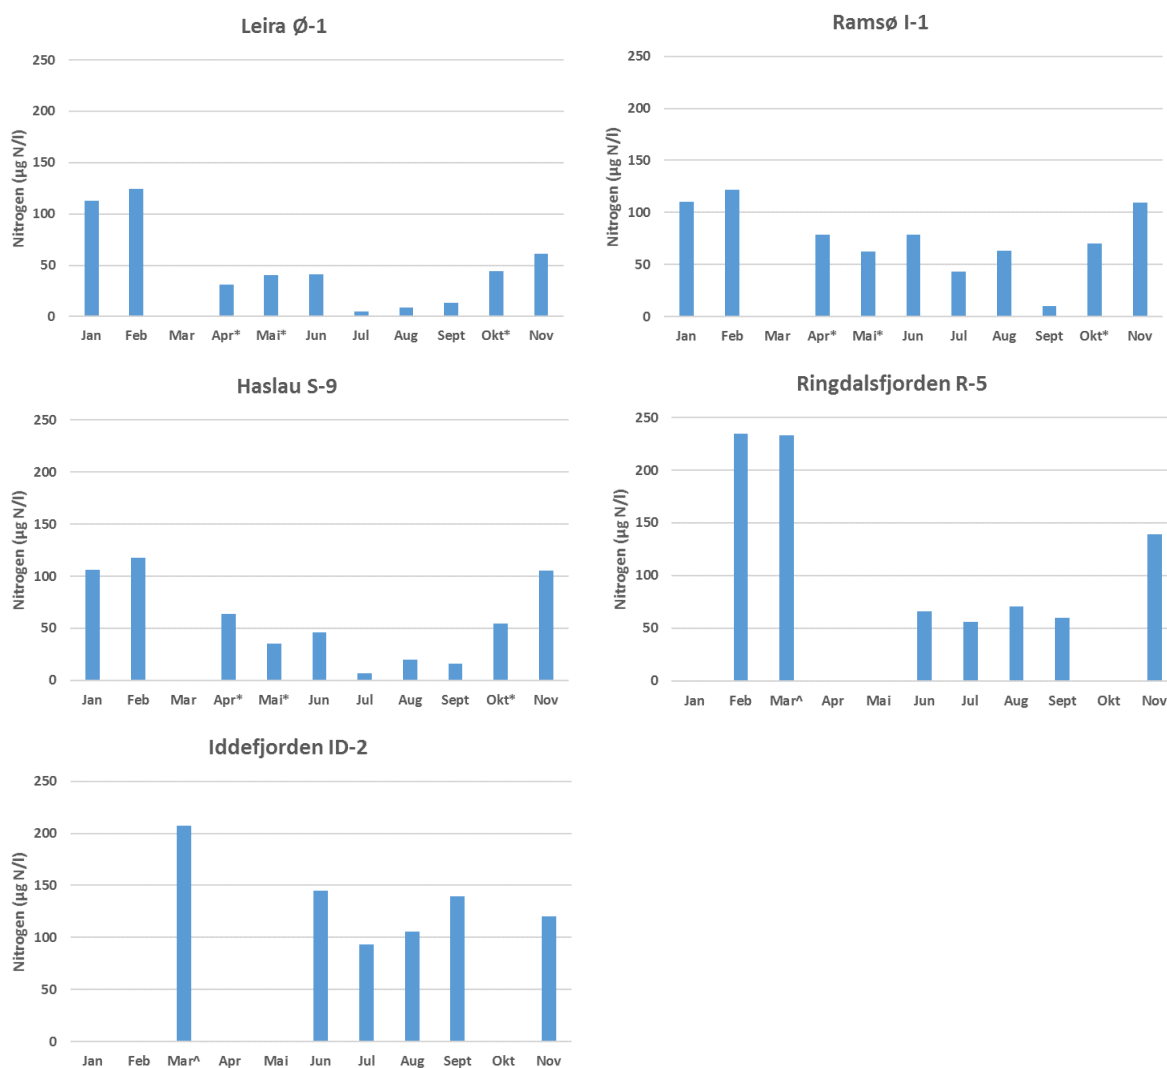 Leira Ø-1
Nitrogen (µg N/l)
250
200
150
100
50
0
Jan Feb Mar Apr* Mai* Jun Jul Aug Sept Okt* Nov
Ramsø I-1
Nitrogen (µg N/l)
250
200
150
100
50
0
Jan Feb Mar Apr* Mai* Jun Jul Aug Sept Okt* Nov
Haslau S-9
Nitrogen (µg N/l)
250
200
150
100
50
0
Jan Feb Mar Apr* Mai* Jun Jul Aug Sept Okt* Nov
Ringdalsfjorden R-5
Nitrogen (µg N/l)
250
200
150
100
50
0
Jan Feb Mar^ Apr Mai Jun Jul Aug Sept Okt Nov
Iddefjorden ID-2
Nitrogen (µg N/l)
250
200
150
100
50
0
Jan Feb Mar^ Apr Mai Jun Jul Aug Sept Okt Nov